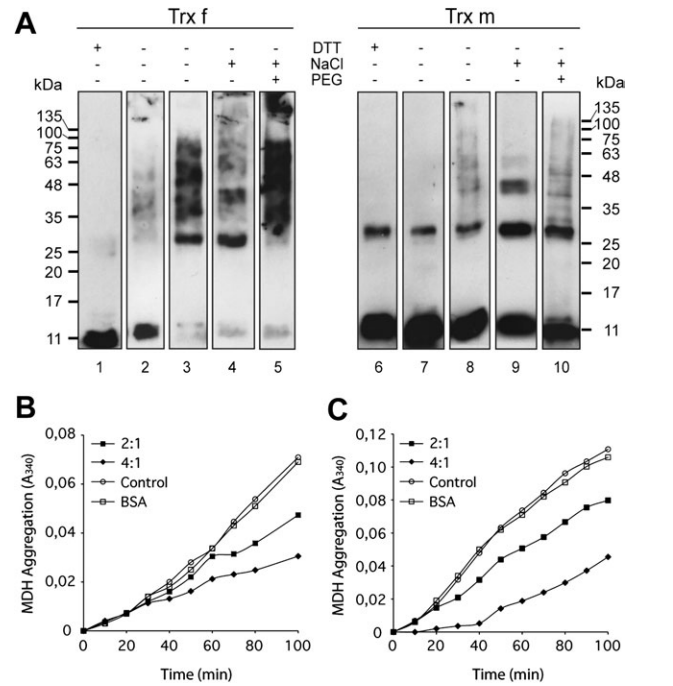 A
Trx f
Trx m
+ - - - - DTT + - - - -
- - - + + NaCl - - - + +
- - - - + PEG - - - - +
kDa
135
100
75
63
48
35
25
20
17
11
kDa
135
100
75
63
48
35
25
20
17
11
1 2 3 4 5 6 7 8 9 10
B
MDH Aggregation (A340)
0,08
0,06
0,04
0,02
0
2:1
4:1
Control
BSA
0 20 40 60 80 100
Time (min)
C
MDH Aggregation (A340)
0,12
0,10
0,08
0,06
0,04
0,02
0
2:1
4:1
Control
BSA
0 20 40 60 80 100
Time (min)